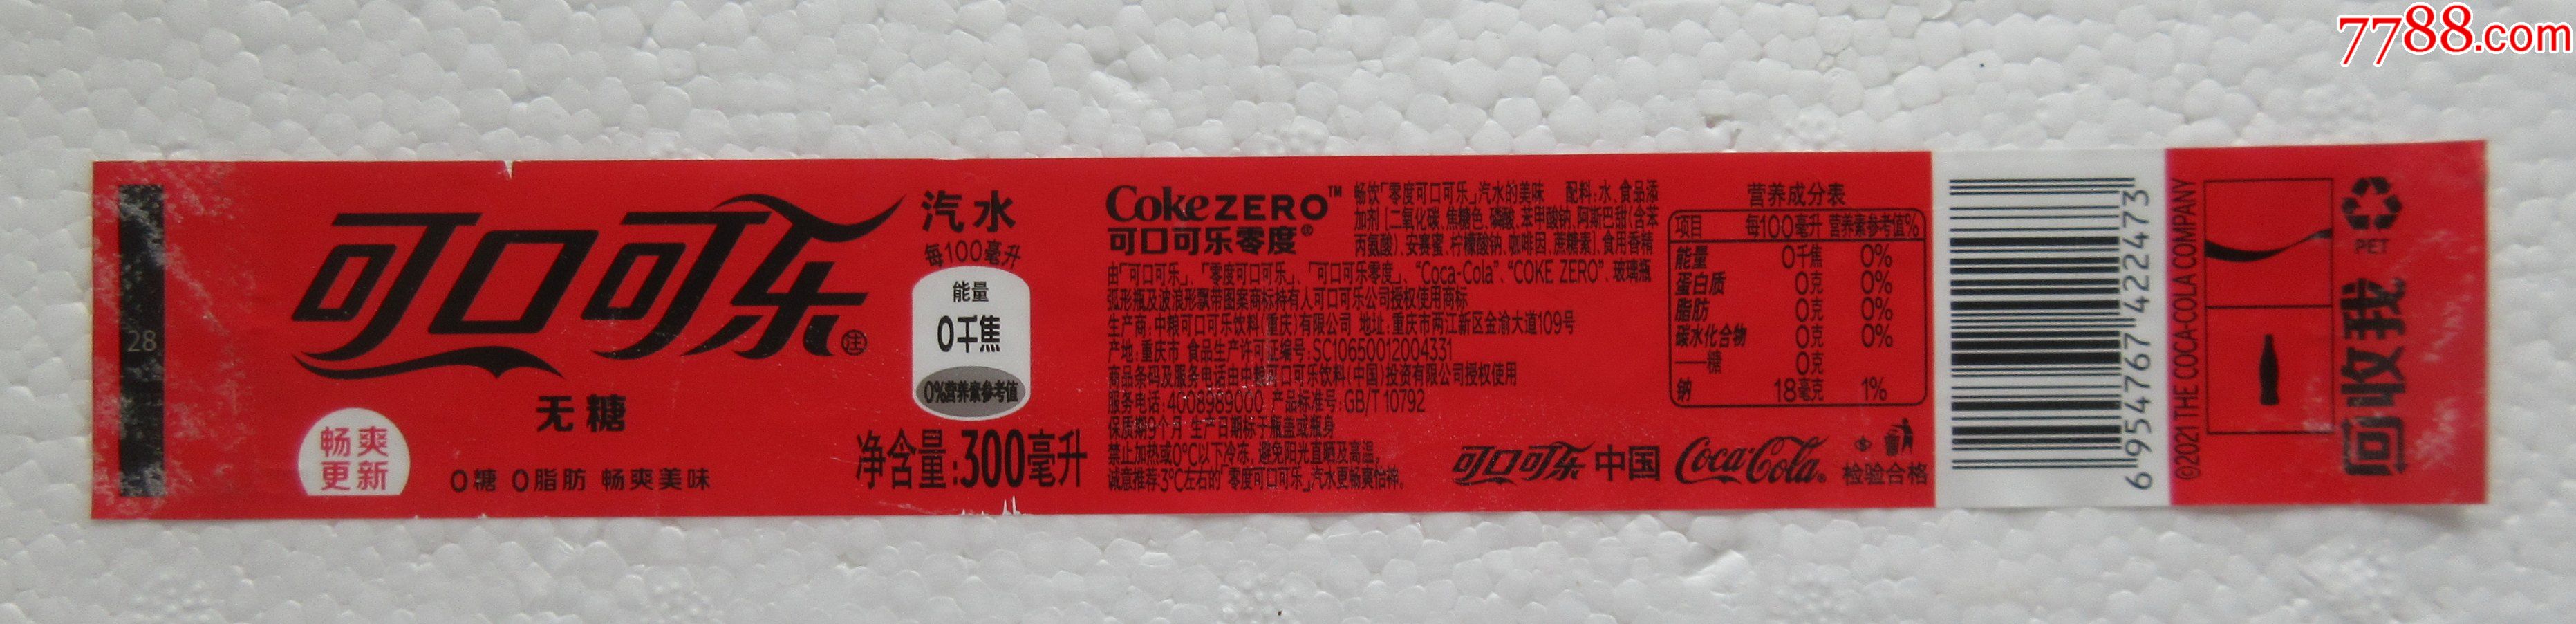 7788.com
28
可口可乐
无糖
畅爽
更新
0糖 0脂肪 畅爽美味
汽水
每100毫升
能量
0千焦
0%营养素参考值
净含量:300毫升
Coke ZERO™
可口可乐零度®
畅饮「零度可口可乐」汽水的美味 配料:水、食品添
加剂[二氧化碳、焦糖色、磷酸、苯甲酸钠、阿斯巴甜(含苯
丙氨酸)、安赛蜜、柠檬酸钠、咖啡因、蔗糖素]、食用香精
由「可口可乐」、「零度可口可乐」、「可口可乐零度」、“Coca-Cola”、“COKE ZERO”、玻璃瓶
弧形瓶及波浪形飘带图案商标持有人可口可乐公司授权使用商标
生产商:中粮可口可乐饮料(重庆)有限公司 地址:重庆市两江新区金渝大道109号
产地:重庆市 食品生产许可证编号:SC10650012004331
商品条码及服务电话由中粮可口可乐饮料(中国)投资有限公司授权使用
服务电话:4008989000 产品标准号:GB/T 10792
保质期9个月 生产日期标于瓶盖或瓶身
禁止加热或0°C以下冷冻,避免阳光直晒及高温。
诚意推荐:3°C左右的「零度可口可乐」汽水更畅爽怡神。
可口可乐 中国 Coca-Cola®
检验合格
营养成分表
项目 每100毫升 营养素参考值%
能量 0千焦 0%
蛋白质 0克 0%
脂肪 0克 0%
碳水化合物 0克 0%
——糖 0克
钠 18毫克 1%
6 954767 422473
©2021 THE COCA-COLA COMPANY
PET
回收我